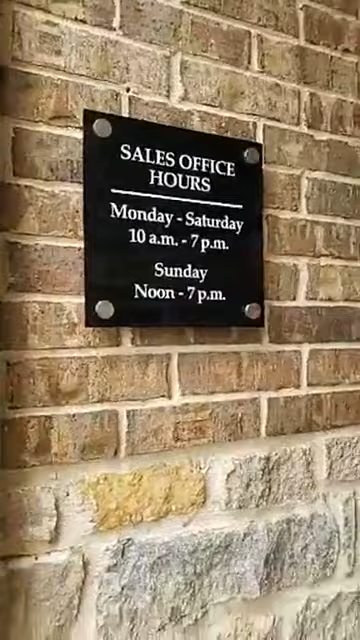 SALES OFFICE
HOURS
Monday - Saturday
10 a.m. - 7 p.m.
Sunday
Noon - 7 p.m.